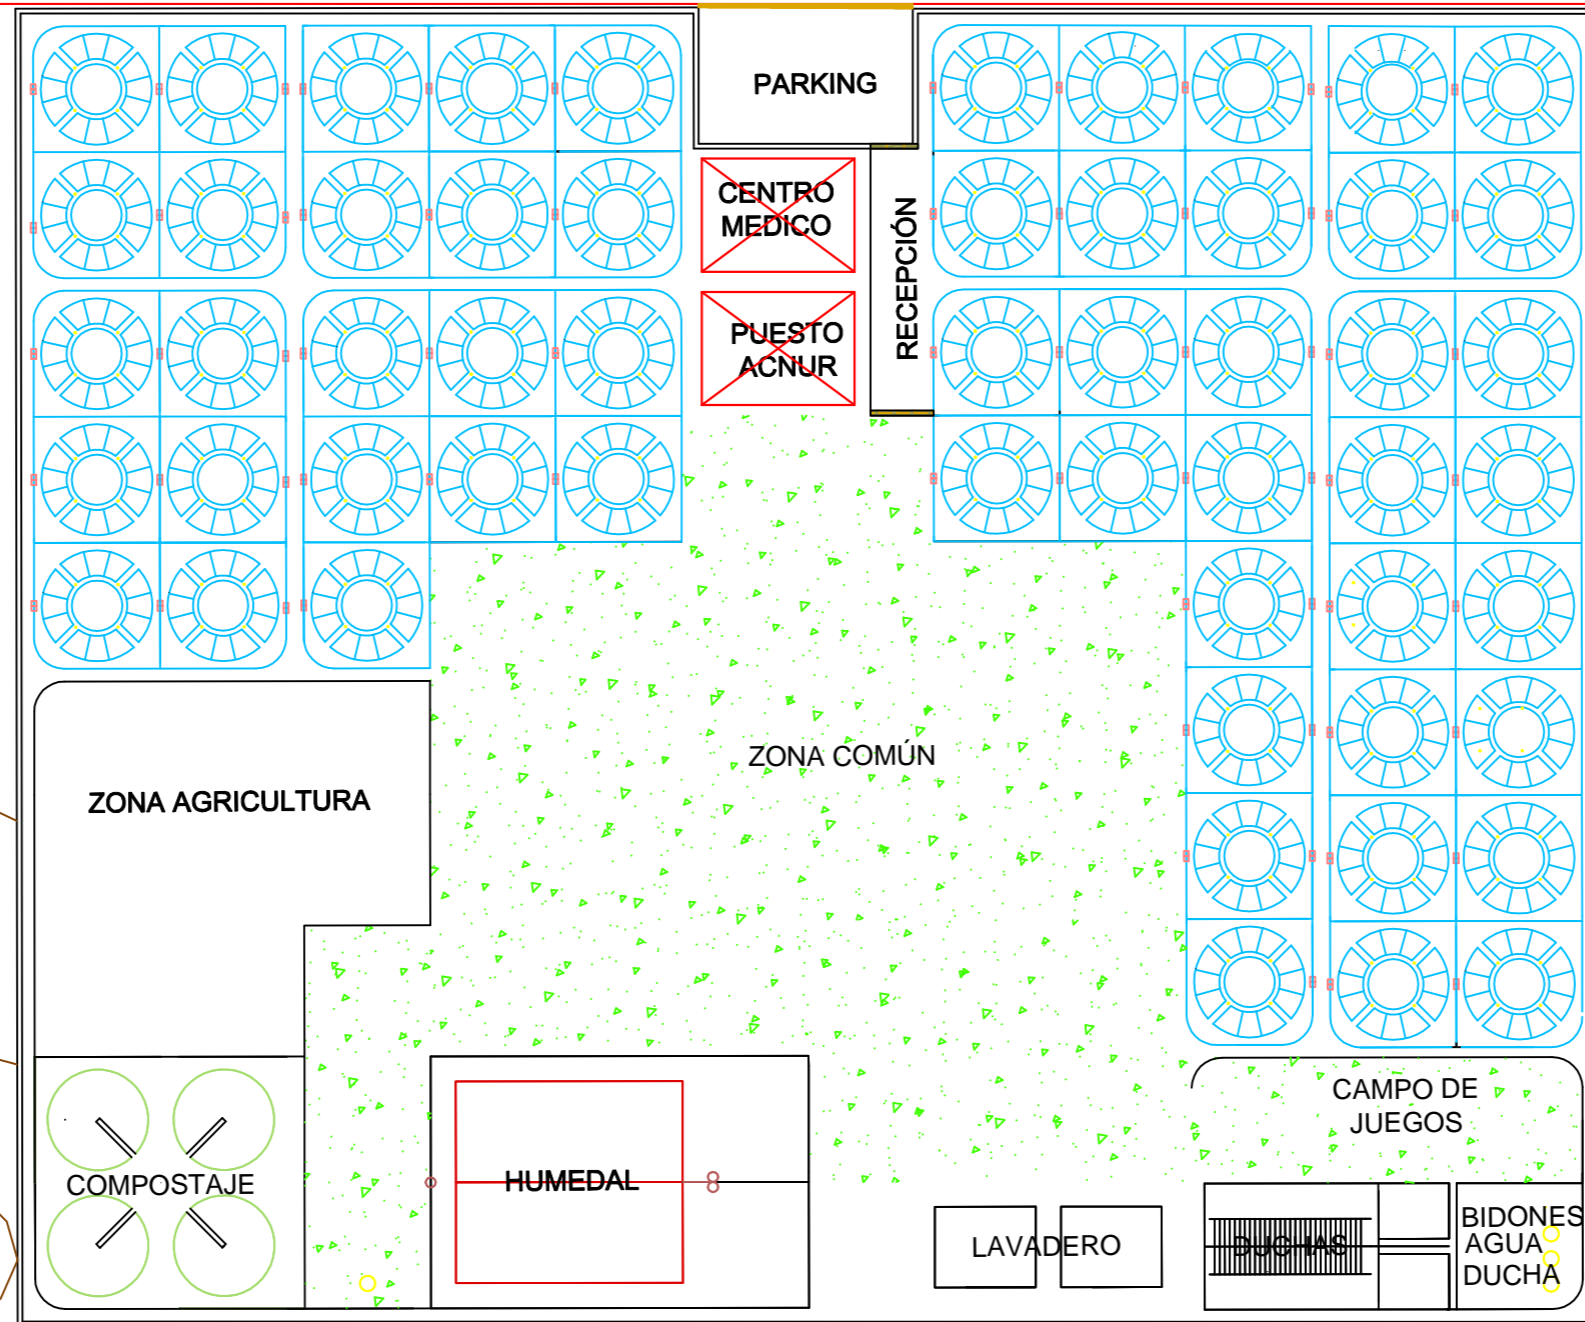 PARKING
CENTRO
MEDICO
RECEPCIÓN
PUESTO
ACNUR
ZONA COMÚN
ZONA AGRICULTURA
CAMPO DE
JUEGOS
COMPOSTAJE
HUMEDAL
LAVADERO
DUCHAS
BIDONES
AGUA
DUCHA